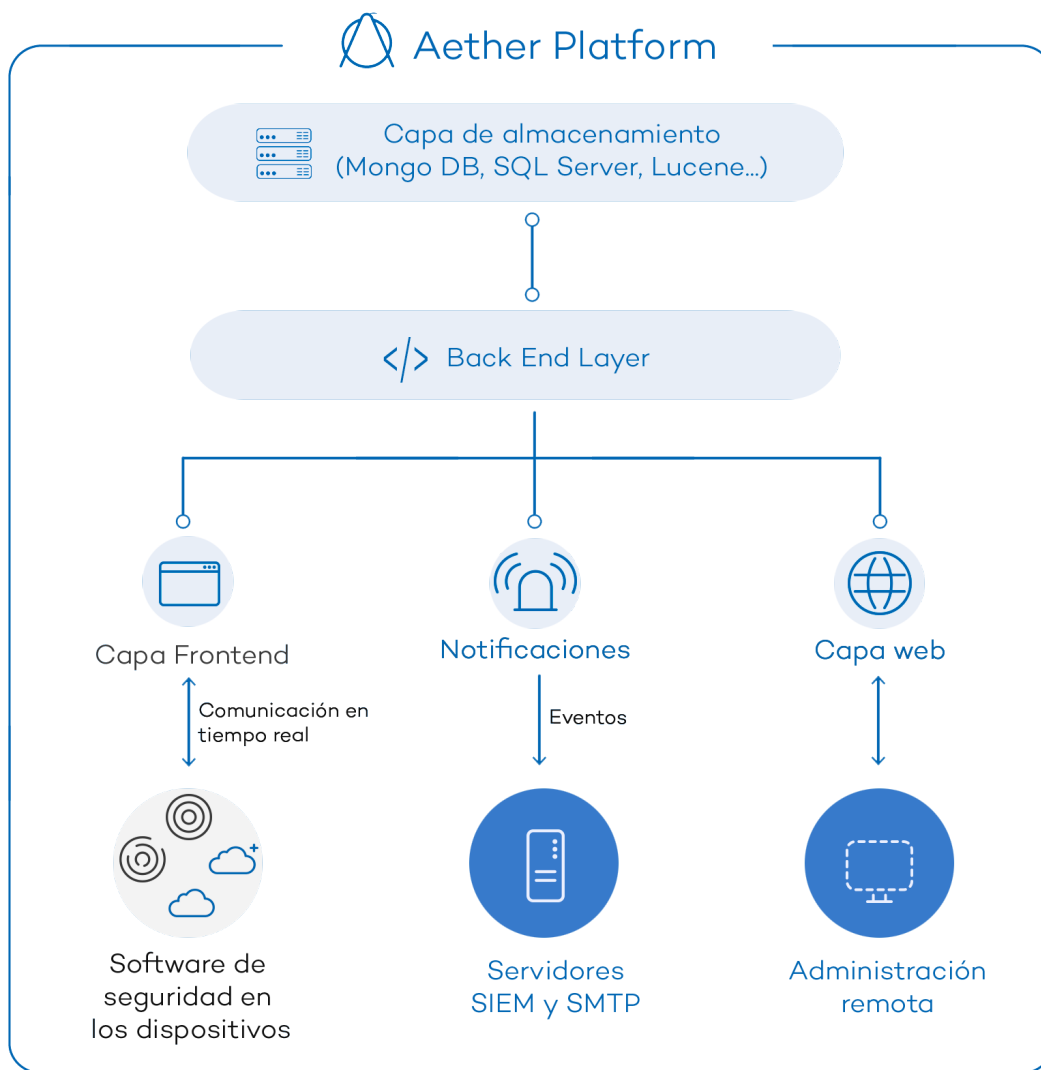 Aether Platform
Capa de almacenamiento
(Mongo DB, SQL Server, Lucene...)
</> Back End Layer
Capa Frontend
Notificaciones
Capa web
Comunicación en
tiempo real
Eventos
Software de
seguridad en
los dispositivos
Servidores
SIEM y SMTP
Administración
remota